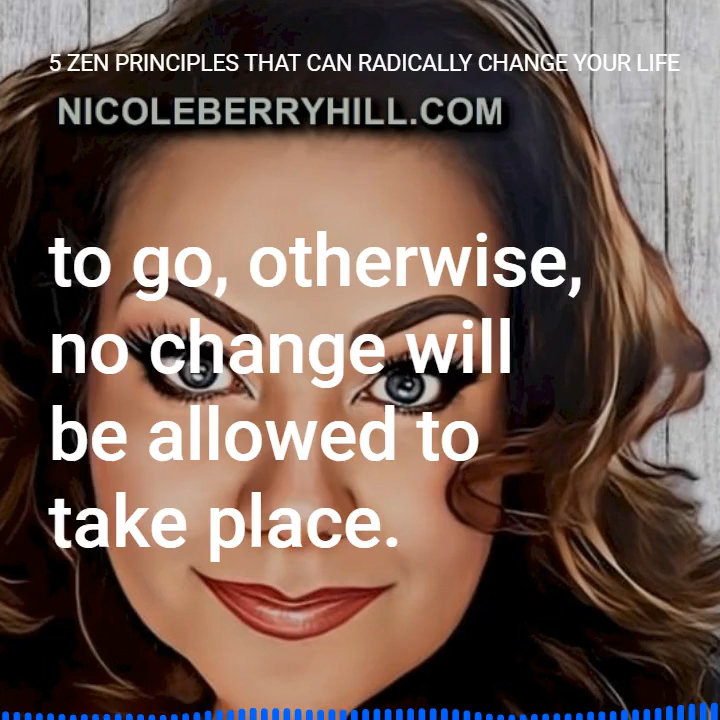 5 ZEN PRINCIPLES THAT CAN RADICALLY CHANGE YOUR LIFE
NICOLEBERRYHILL.COM
to go, otherwise,
no change will
be allowed to
take place.